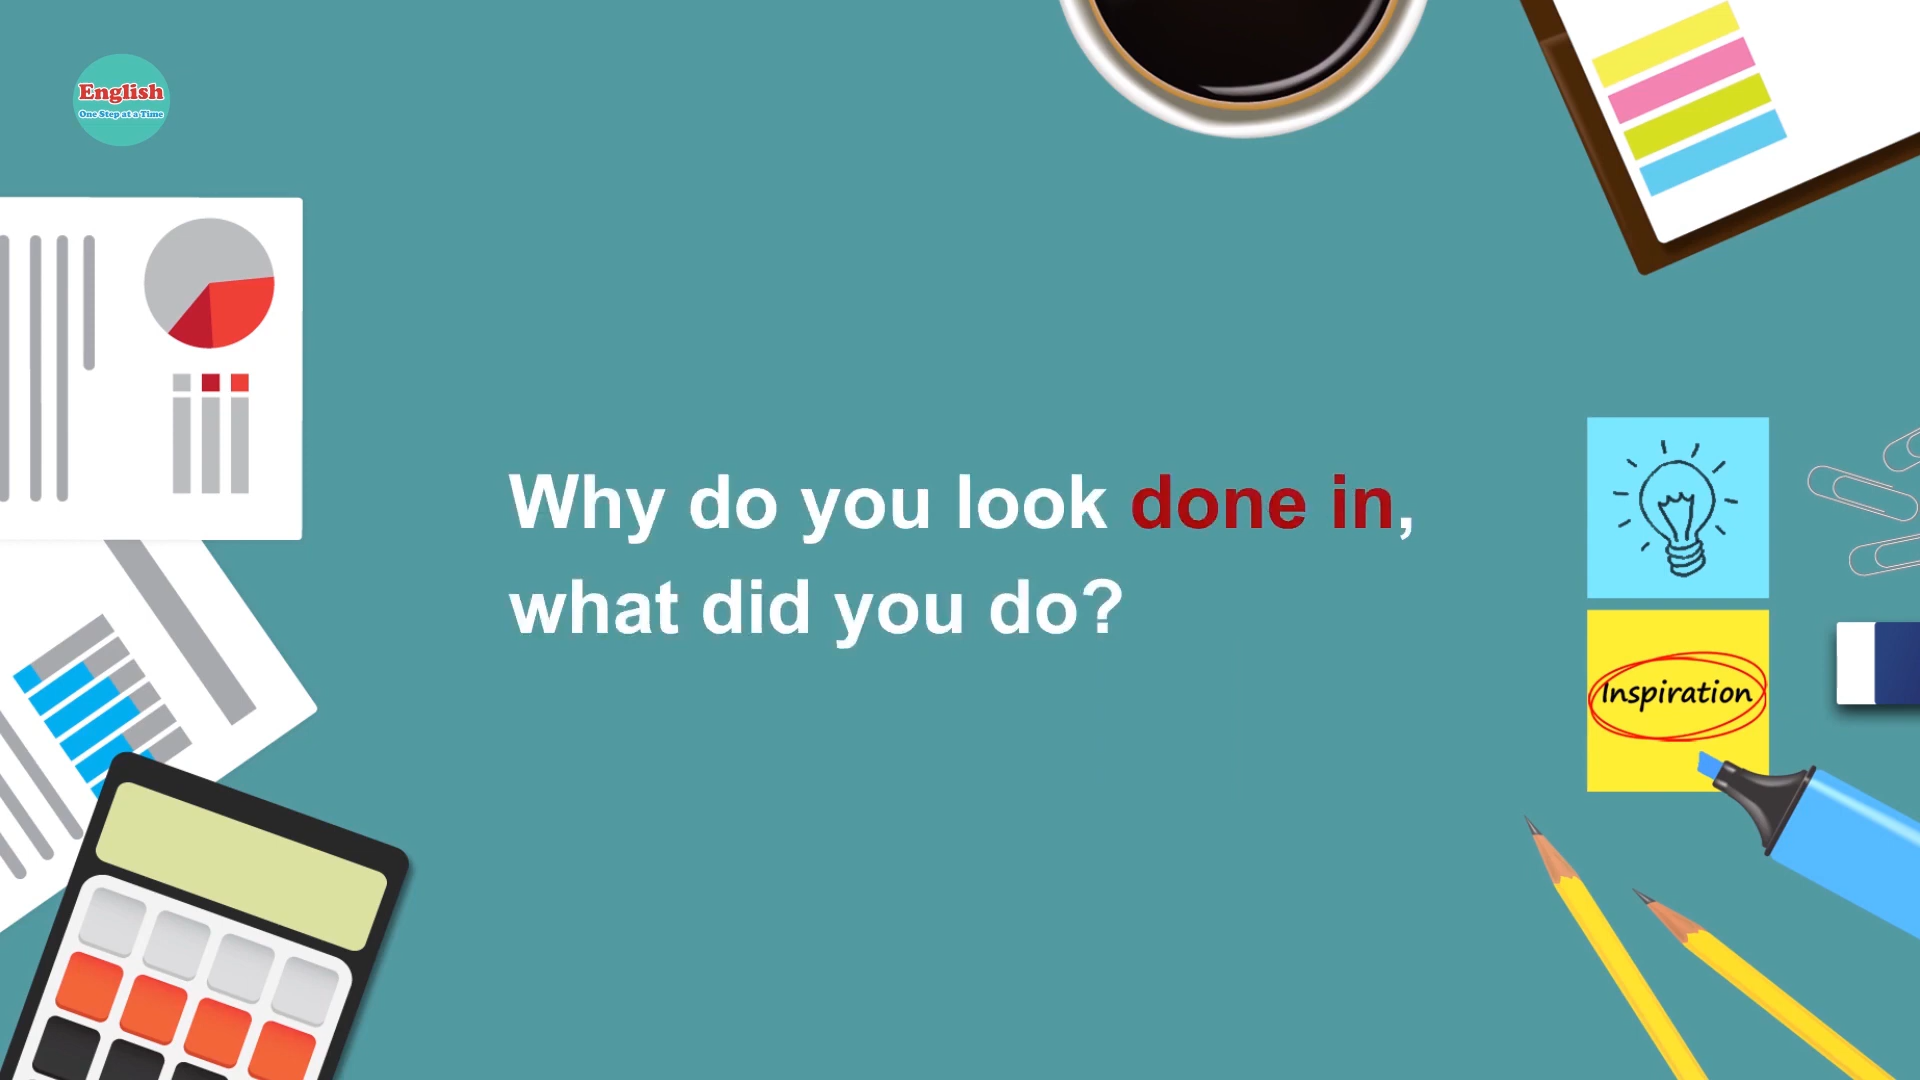 English
One Step at a Time
Why do you look done in,
what did you do?
Inspiration